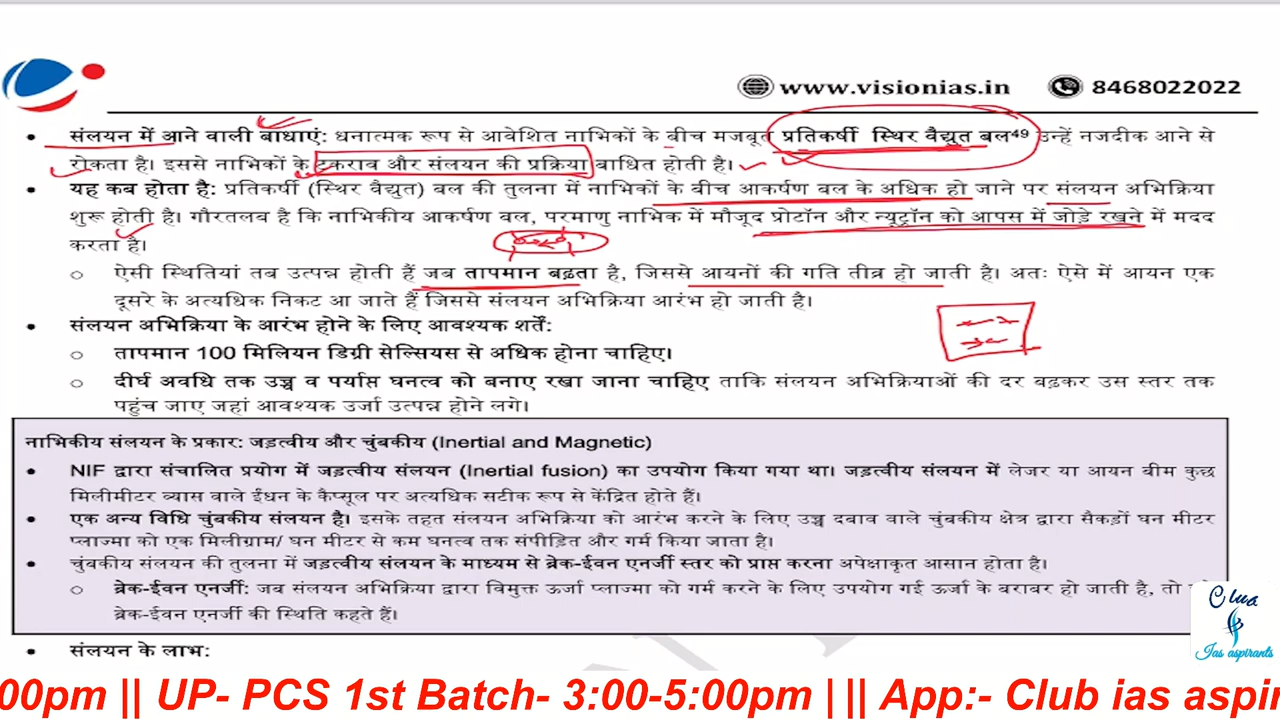 www.visionias.in 8468022022
• संलयन में आने वाली बाधाएं: धनात्मक रूप से आवेशित नाभिकों के बीच मजबूत प्रतिकर्षी स्थिर वैद्युत बल49 उन्हें नजदीक आने से
रोकता है। इससे नाभिकों के टकराव और संलयन की प्रक्रिया बाधित होती है।
• यह कब होता है: प्रतिकर्षी (स्थिर वैद्युत) बल की तुलना में नाभिकों के बीच आकर्षण बल के अधिक हो जाने पर संलयन अभिक्रिया
शुरू होती है। गौरतलब है कि नाभिकीय आकर्षण बल, परमाणु नाभिक में मौजूद प्रोटॉन और न्यूट्रॉन को आपस में जोड़े रखने में मदद
करता है।
o ऐसी स्थितियां तब उत्पन्न होती हैं जब तापमान बढ़ता है, जिससे आयनों की गति तीव्र हो जाती है। अतः ऐसे में आयन एक
दूसरे के अत्यधिक निकट आ जाते हैं जिससे संलयन अभिक्रिया आरंभ हो जाती है।
• संलयन अभिक्रिया के आरंभ होने के लिए आवश्यक शर्तें:
o तापमान 100 मिलियन डिग्री सेल्सियस से अधिक होना चाहिए।
o दीर्घ अवधि तक उच्च व पर्याप्त घनत्व को बनाए रखा जाना चाहिए ताकि संलयन अभिक्रियाओं की दर बढ़कर उस स्तर तक
पहुंच जाए जहां आवश्यक उर्जा उत्पन्न होने लगे।
नाभिकीय संलयन के प्रकार: जड़त्वीय और चुंबकीय (Inertial and Magnetic)
• NIF द्वारा संचालित प्रयोग में जड़त्वीय संलयन (Inertial fusion) का उपयोग किया गया था। जड़त्वीय संलयन में लेजर या आयन बीम कुछ
मिलीमीटर व्यास वाले ईंधन के कैप्सूल पर अत्यधिक सटीक रूप से केंद्रित होते हैं।
• एक अन्य विधि चुंबकीय संलयन है। इसके तहत संलयन अभिक्रिया को आरंभ करने के लिए उच्च दबाव वाले चुंबकीय क्षेत्र द्वारा सैकड़ों घन मीटर
प्लाज्मा को एक मिलीग्राम/ घन मीटर से कम घनत्व तक संपीड़ित और गर्म किया जाता है।
• चुंबकीय संलयन की तुलना में जड़त्वीय संलयन के माध्यम से ब्रेक-ईवन एनर्जी स्तर को प्राप्त करना अपेक्षाकृत आसान होता है।
o ब्रेक-ईवन एनर्जी: जब संलयन अभिक्रिया द्वारा विमुक्त ऊर्जा प्लाज्मा को गर्म करने के लिए उपयोग गई ऊर्जा के बराबर हो जाती है, तो
ब्रेक-ईवन एनर्जी की स्थिति कहते हैं।
Ias aspirants
• संलयन के लाभ:
00pm || UP- PCS 1st Batch- 3:00-5:00pm | || App:- Club ias aspir